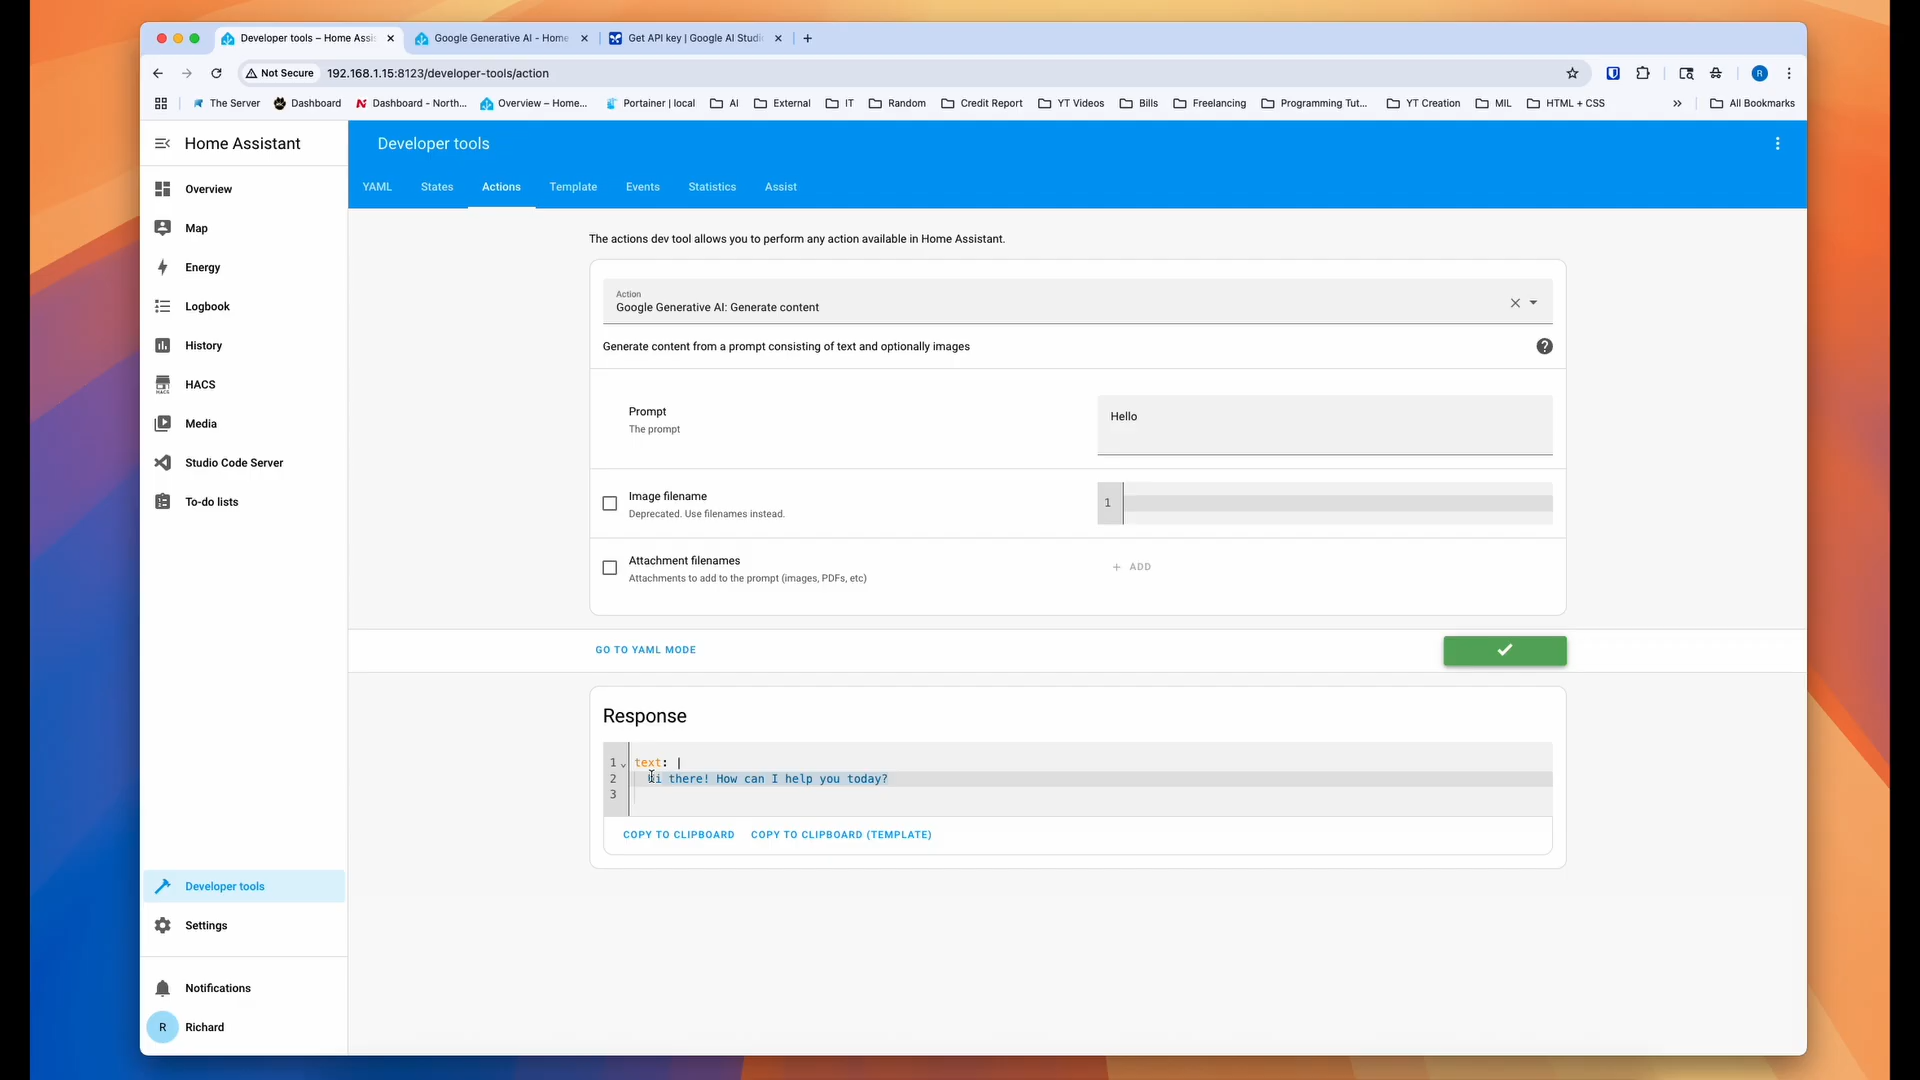 Developer tools – Home Assi
Google Generative AI - Home
Get API key | Google AI Studi
Not Secure
192.168.1.15:8123/developer-tools/action
R
The Server
Dashboard
Dashboard - North...
Overview – Home...
Portainer | local
AI
External
IT
Random
Credit Report
YT Videos
Bills
Freelancing
Programming Tut...
YT Creation
MIL
HTML + CSS
»
All Bookmarks
Home Assistant
Developer tools
YAML
States
Actions
Template
Events
Statistics
Assist
Overview
Map
Energy
Logbook
History
HACS
Media
Studio Code Server
To-do lists
Developer tools
Settings
Notifications
R
Richard
The actions dev tool allows you to perform any action available in Home Assistant.
Action
Google Generative AI: Generate content
Generate content from a prompt consisting of text and optionally images
Prompt
The prompt
Hello
Image filename
Deprecated. Use filenames instead.
1
Attachment filenames
Attachments to add to the prompt (images, PDFs, etc)
+ ADD
GO TO YAML MODE
Response
1 text: |
2 Hi there! How can I help you today?
3
COPY TO CLIPBOARD
COPY TO CLIPBOARD (TEMPLATE)